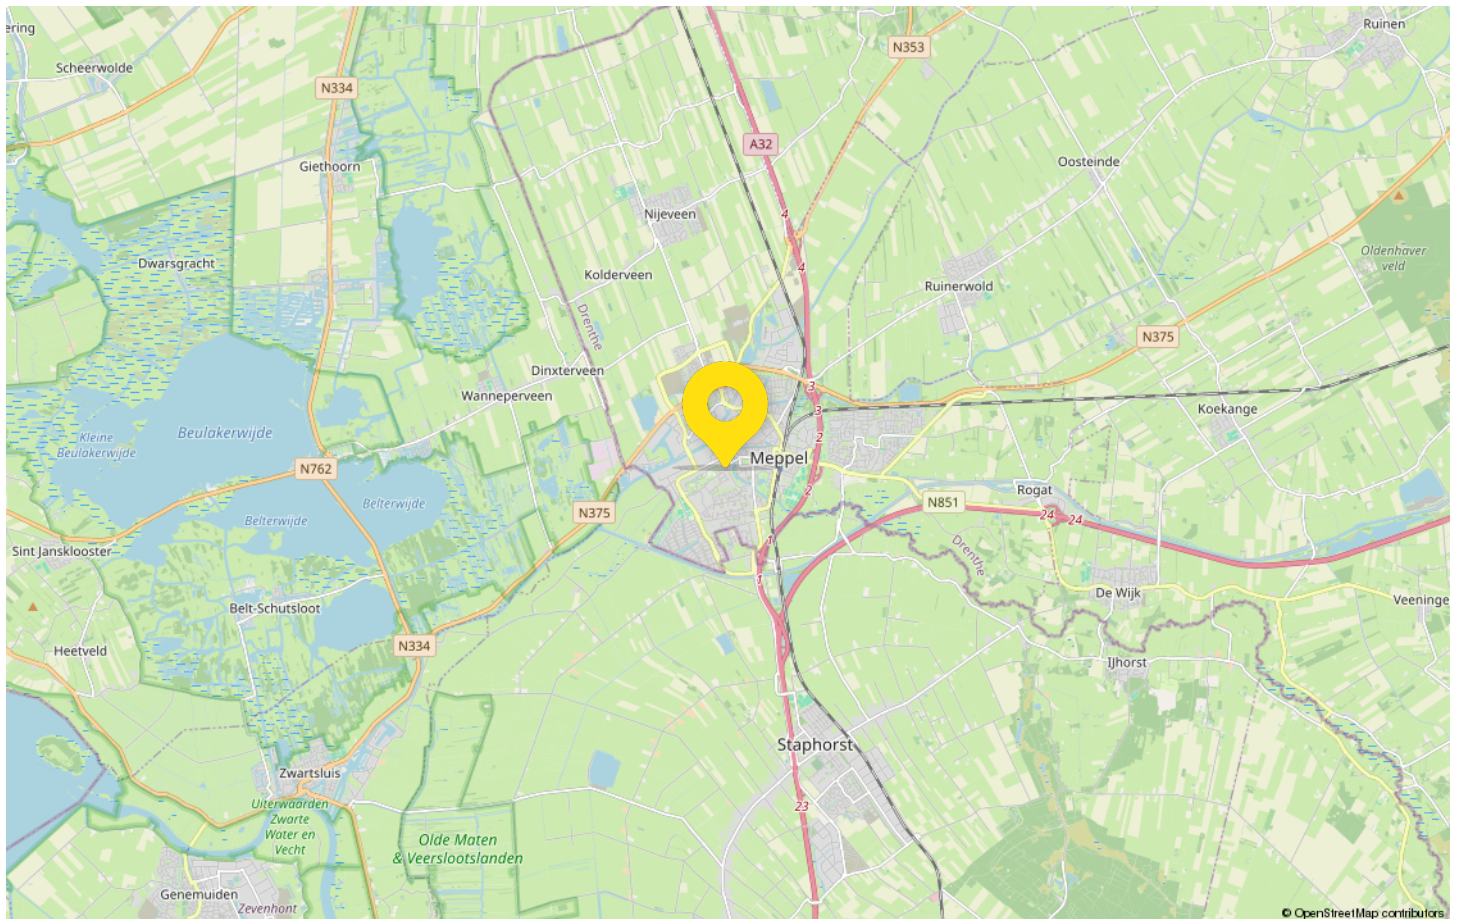 ering
Ruinen
N353
Scheerwolde
N334
A32
Oosteinde
Giethoorn
4
Nijeveen
Oldenhaver
veld
Dwarsgracht
4
Kolderveen
Ruinerwold
Drenthe
N375
Dinxterveen
3
Wanneperveen
3
Koekange
Beulakerwijde
Kleine
Beulakerwijde
2
Meppel
N762
2
Rogat
Belterwijde
N851
N375
24
24
Belterwijde
1
Sint Jansklooster
Drenthe
1
De Wijk
Veeninge
Belt-Schutsloot
N334
Heetveld
IJhorst
Staphorst
Zwartsluis
Uiterwaarden
Zwarte
Water en
Vecht
23
Olde Maten
& Veerslootslanden
Genemuiden
Zevenhont
© OpenStreetMap contributors